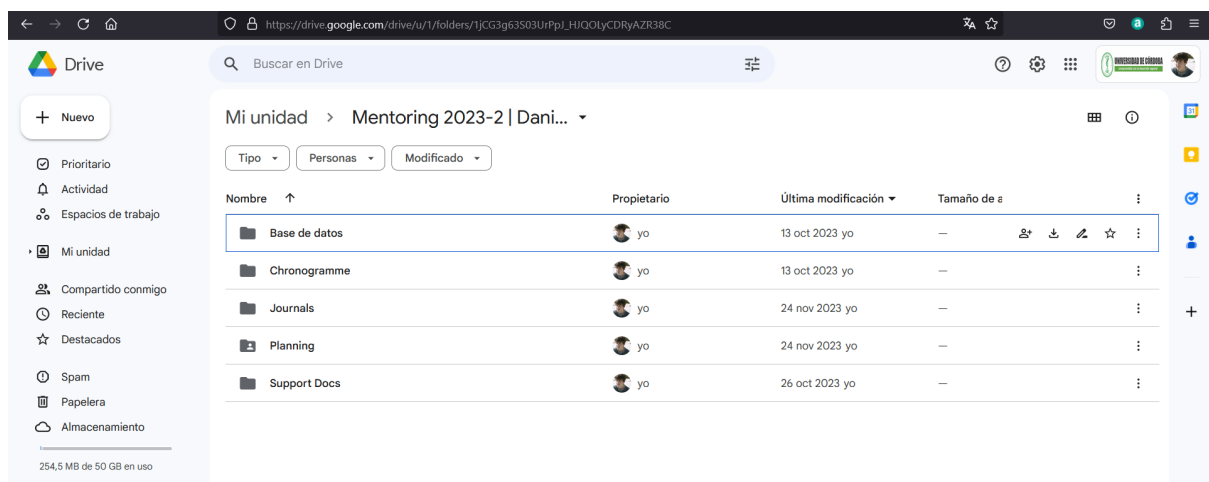 https://drive.google.com/drive/u/1/folders/1jCG3g63S03UrPpJ_HJQOLyCDRyAZR38C
Drive
Buscar en Drive
UNIVERSIDAD DE CÓRDOBA
Nuevo
Mi unidad > Mentoring 2023-2 | Dani...
Tipo Personas Modificado
Prioritario
Actividad
Espacios de trabajo
Mi unidad
Compartido conmigo
Reciente
Destacados
Spam
Papelera
Almacenamiento
254,5 MB de 50 GB en uso
Nombre Propietario Última modificación Tamaño de a
Base de datos yo 13 oct 2023 yo —
Chronogramme yo 13 oct 2023 yo —
Journals yo 24 nov 2023 yo —
Planning yo 24 nov 2023 yo —
Support Docs yo 26 oct 2023 yo —
31
a